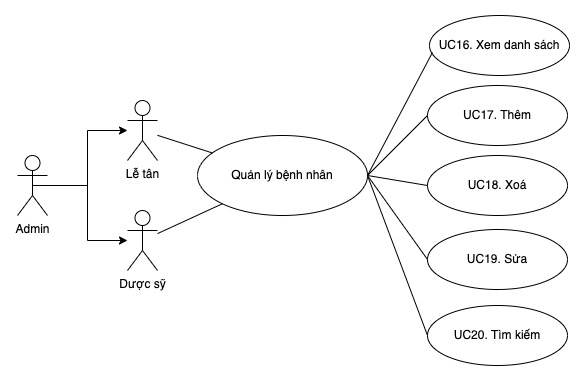 UC16. Xem danh sách
UC17. Thêm
Lễ tân
Quản lý bệnh nhân
UC18. Xoá
Admin
Dược sỹ
UC19. Sửa
UC20. Tìm kiếm